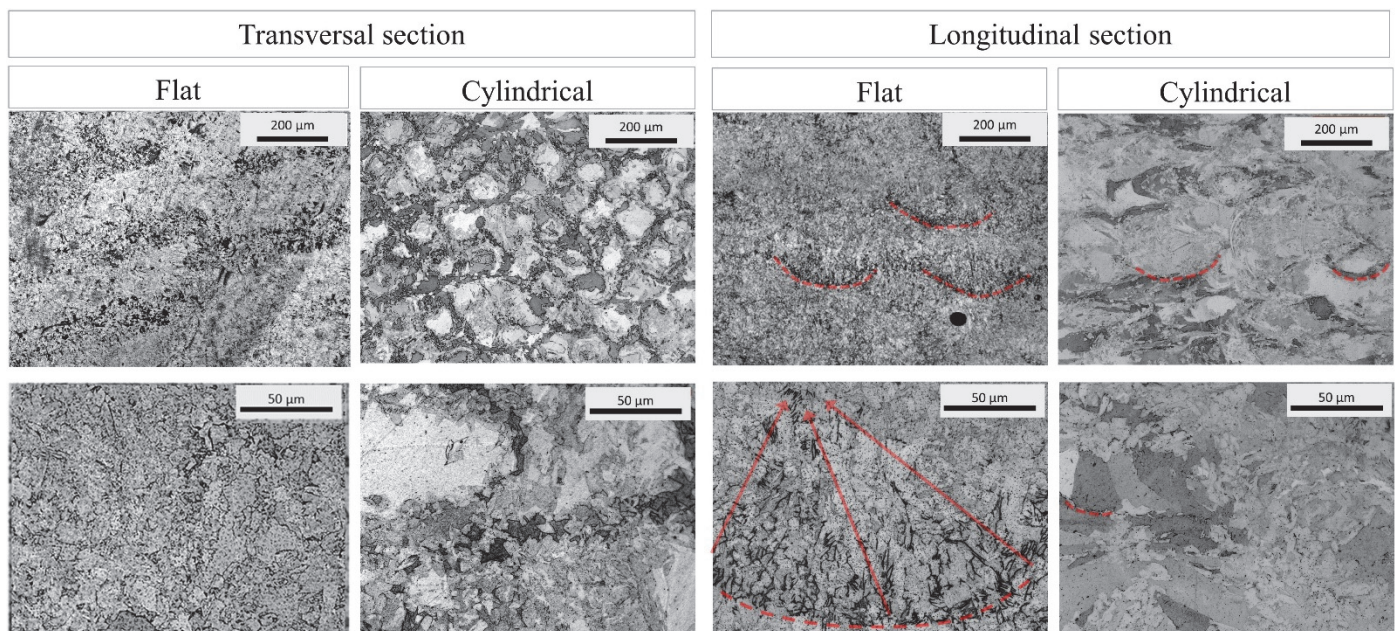 Transversal section
Longitudinal section
Flat
Cylindrical
Flat
Cylindrical
200 µm
200 µm
200 µm
200 µm
50 µm
50 µm
50 µm
50 µm